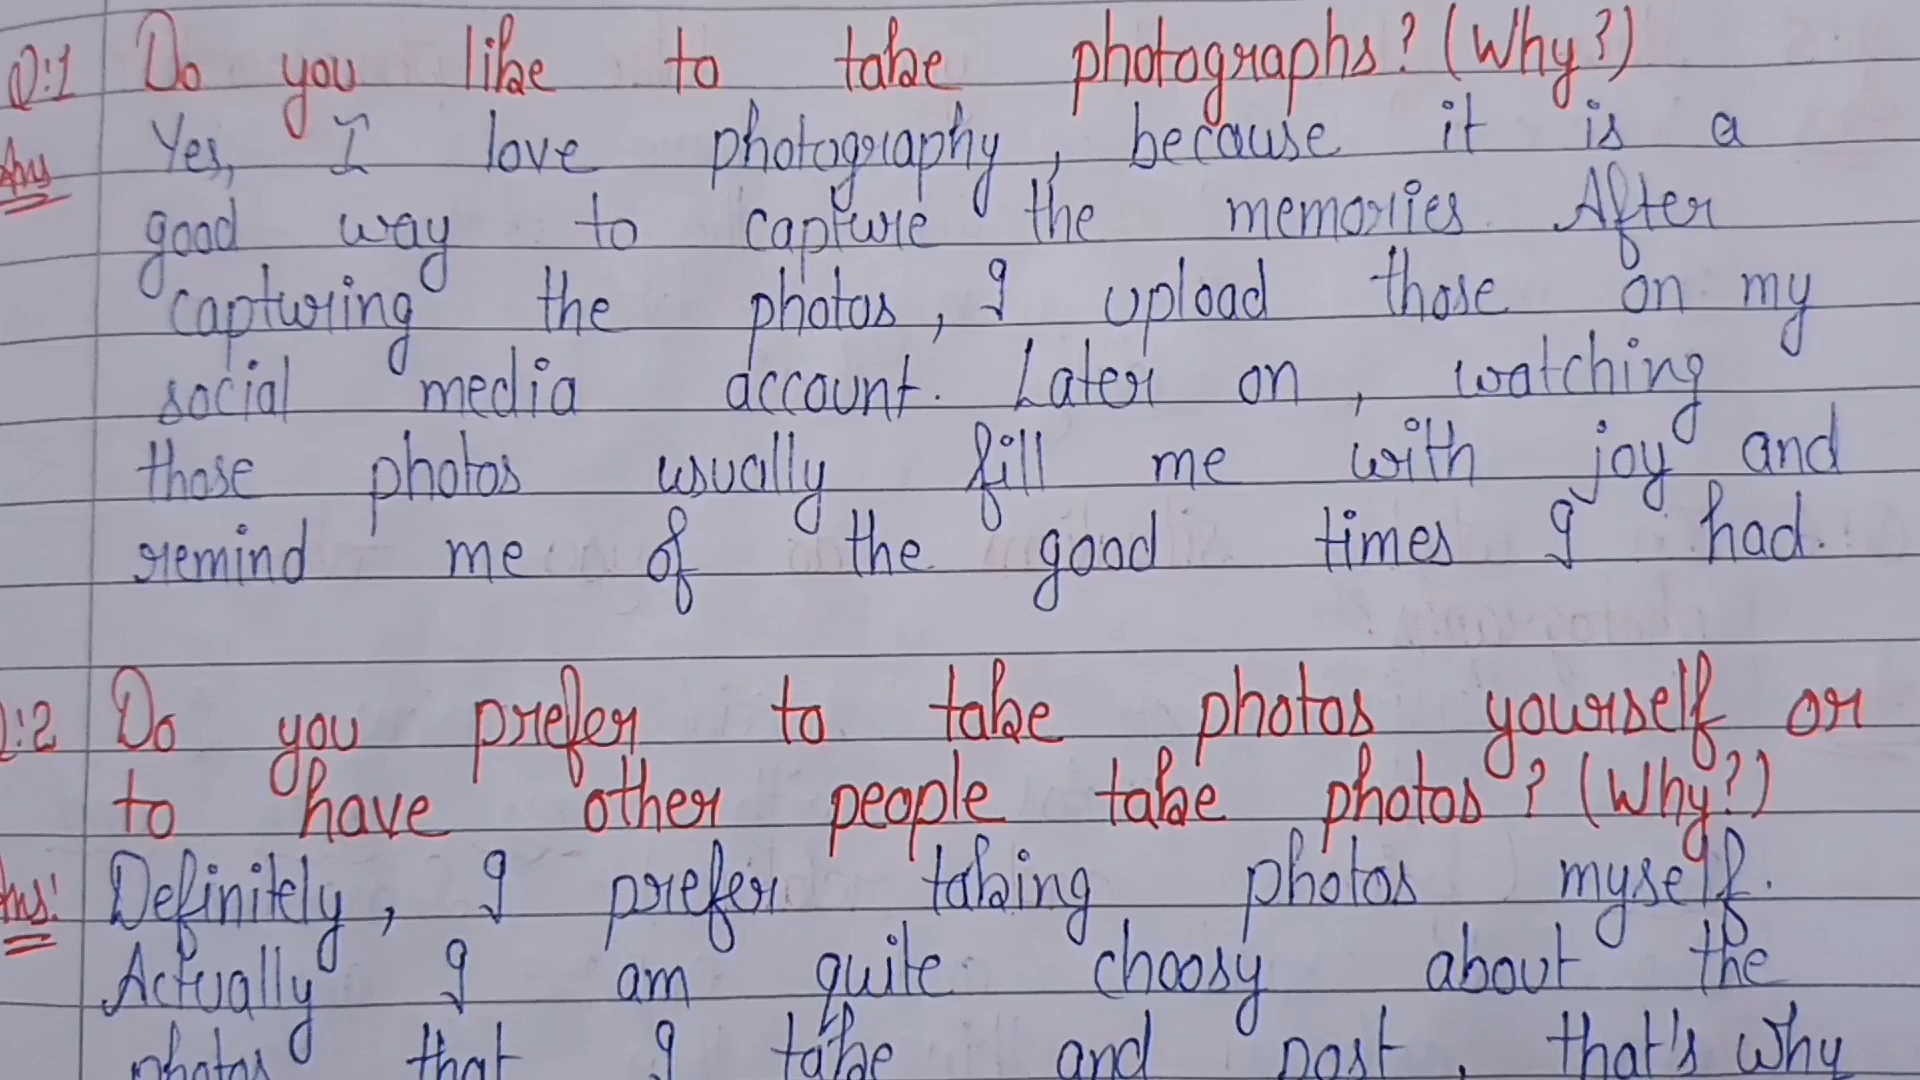 Q:1 Do you like to take photographs? (Why?)
Ans Yes, I love photography, because it is a
good way to capture the memories. After
capturing the photos, I upload those on my
social media account. Later on, watching
those photos usually fill me with joy and
remind me of the good times I had.
Q:2 Do you prefer to take photos yourself or
to have other people take photos? (Why?)
Ans: Definitely, I prefer taking photos myself.
Actually I am quite choosy about the
photos that I take and post, that's why